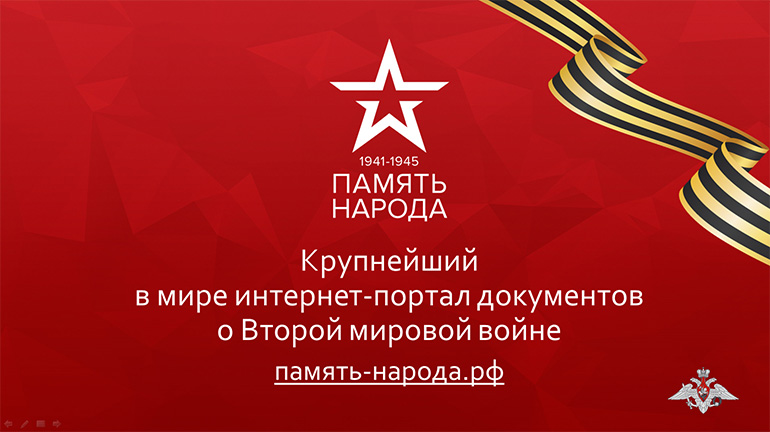 1941-1945
ПАМЯТЬ
НАРОДА
Крупнейший
в мире интернет-портал документов
о Второй мировой войне
память-народа.рф